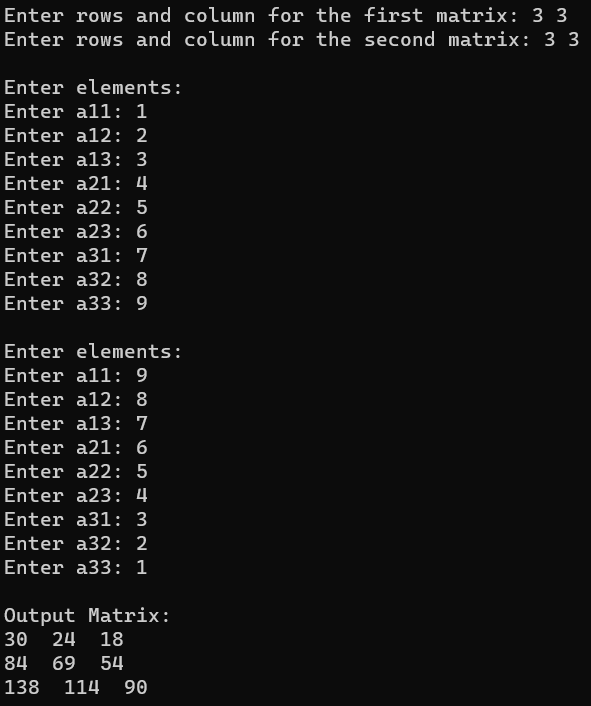 Enter rows and column for the first matrix: 3 3
Enter rows and column for the second matrix: 3 3
Enter elements:
Enter a11: 1
Enter a12: 2
Enter a13: 3
Enter a21: 4
Enter a22: 5
Enter a23: 6
Enter a31: 7
Enter a32: 8
Enter a33: 9
Enter elements:
Enter a11: 9
Enter a12: 8
Enter a13: 7
Enter a21: 6
Enter a22: 5
Enter a23: 4
Enter a31: 3
Enter a32: 2
Enter a33: 1
Output Matrix:
30  24  18
84  69  54
138  114  90